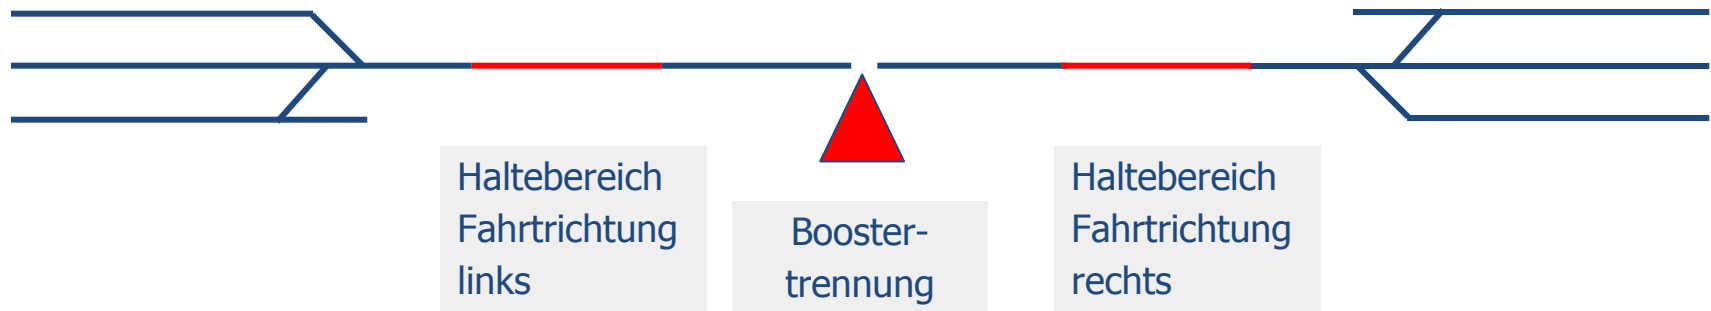 Haltebereich
Fahrtrichtung
links
Booster-
trennung
Haltebereich
Fahrtrichtung
rechts